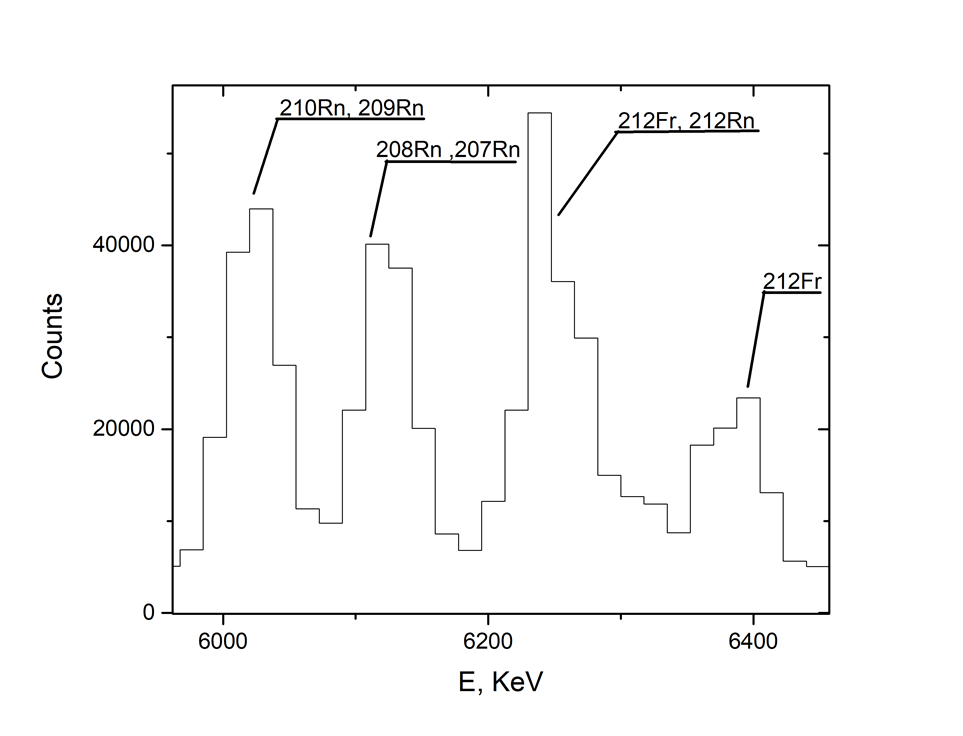 210Rn, 209Rn
212Fr, 212Rn
208Rn ,207Rn
212Fr
40000
20000
0
Counts
6000
6200
6400
E, KeV